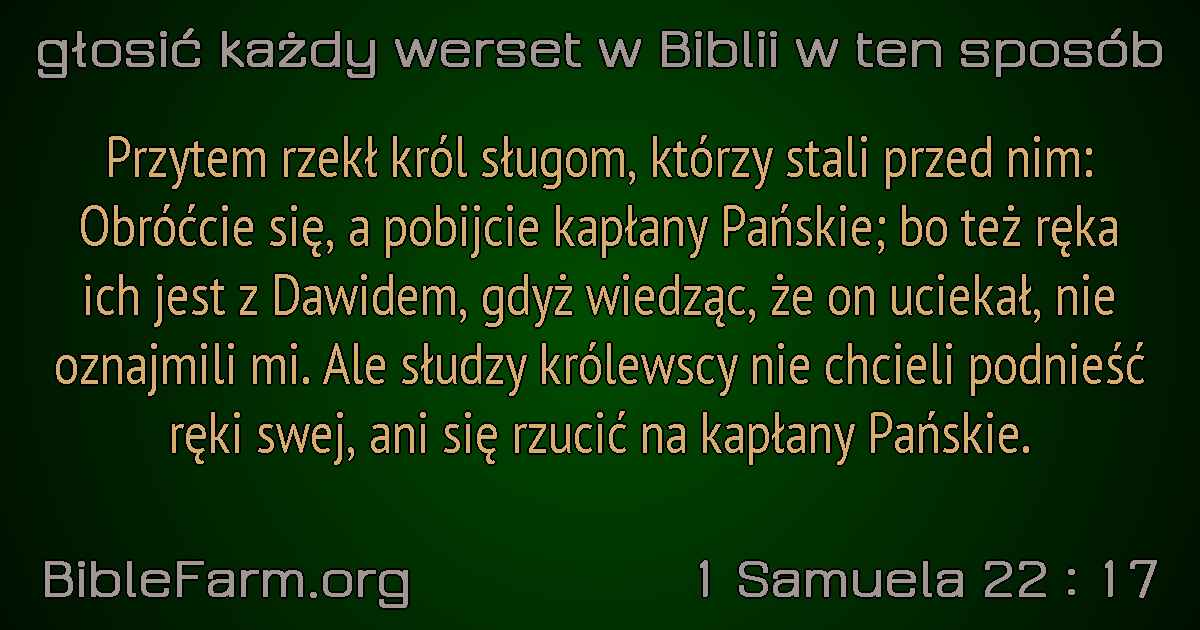 głosić każdy werset w Biblii w ten sposób
Przytem rzekł król sługom, którzy stali przed nim:
Obróćcie się, a pobijcie kapłany Pańskie; bo też ręka
ich jest z Dawidem, gdyż wiedząc, że on uciekał, nie
oznajmili mi. Ale słudzy królewscy nie chcieli podnieść
ręki swej, ani się rzucić na kapłany Pańskie.
BibleFarm.org
1 Samuela 22 : 17